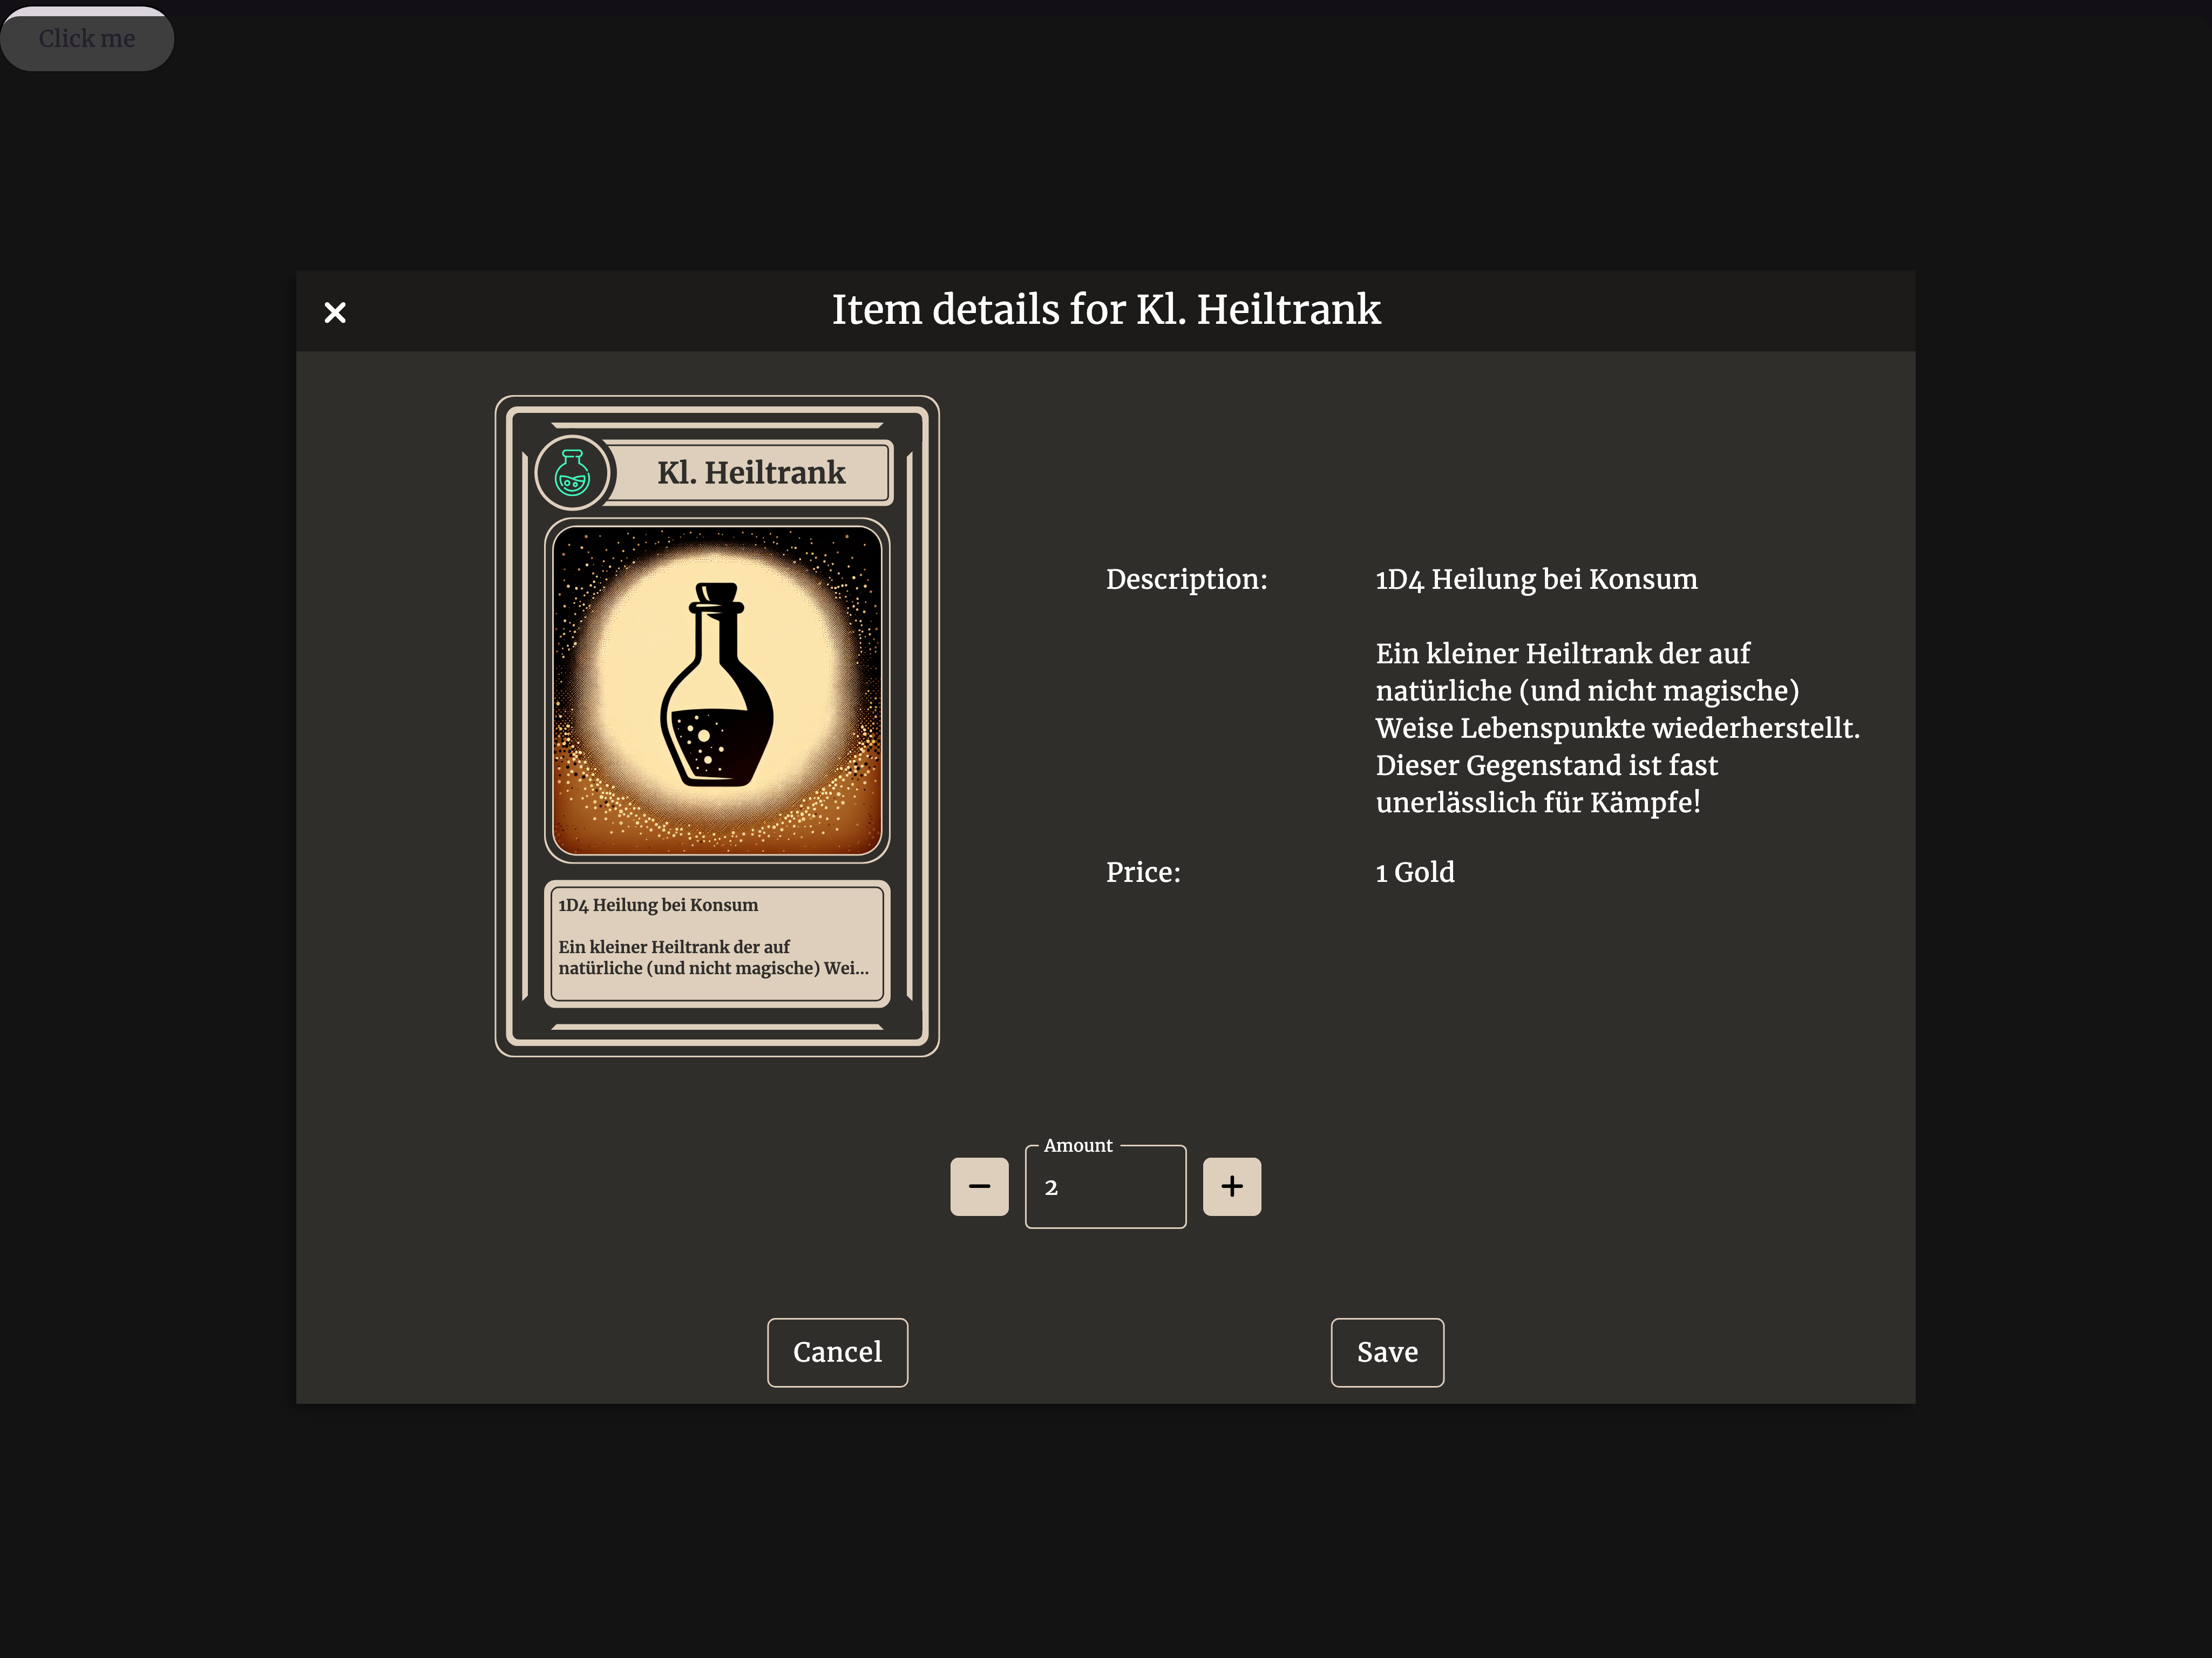 Click me
Item details for Kl. Heiltrank
Kl. Heiltrank
1D4 Heilung bei Konsum
Ein kleiner Heiltrank der auf
natürliche (und nicht magische) Wei...
Description:
1D4 Heilung bei Konsum
Ein kleiner Heiltrank der auf
natürliche (und nicht magische)
Weise Lebenspunkte wiederherstellt.
Dieser Gegenstand ist fast
unerlässlich für Kämpfe!
Price:
1 Gold
Amount
2
Cancel
Save